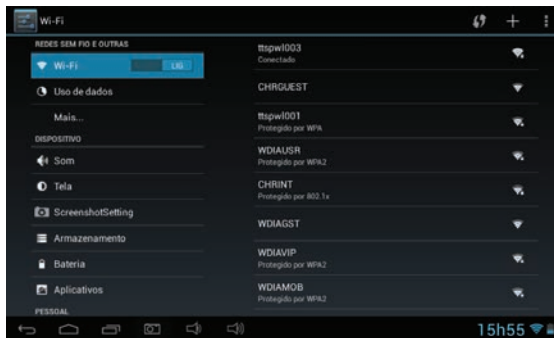 Wi-Fi
REDES SEM FIO E OUTRAS
Wi-Fi
LIG
Uso de dados
Mais...
DISPOSITIVO
Som
Tela
ScreenshotSetting
Armazenamento
Bateria
Aplicativos
PESSOAL
ttspwl003
Conectado
CHRGUEST
ttspwl001
Protegido por WPA
WDIAUSR
Protegido por WPA2
CHRINT
Protegido por 802.1x
WDIAGST
WDIAVIP
Protegido por WPA2
WDIAMOB
Protegido por WPA2
15h55